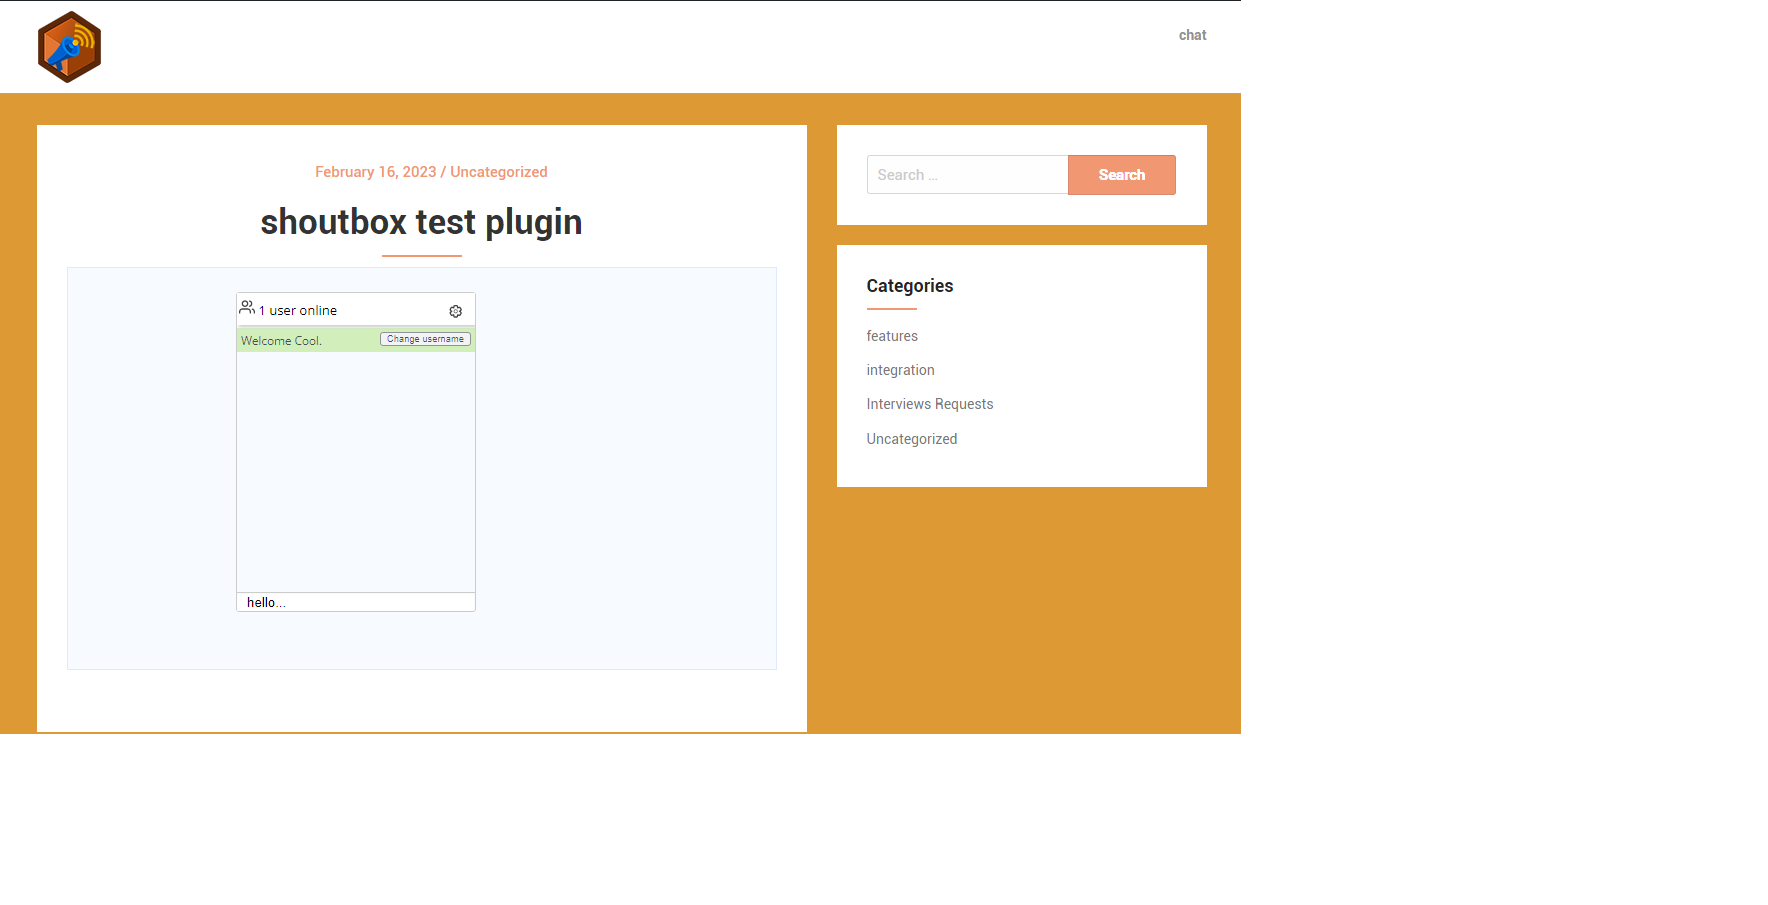 chat
February 16, 2023 / Uncategorized
shoutbox test plugin
1 user online
Welcome Cool.
Change username
hello...
Search ...
Search
Categories
features
integration
Interviews Requests
Uncategorized